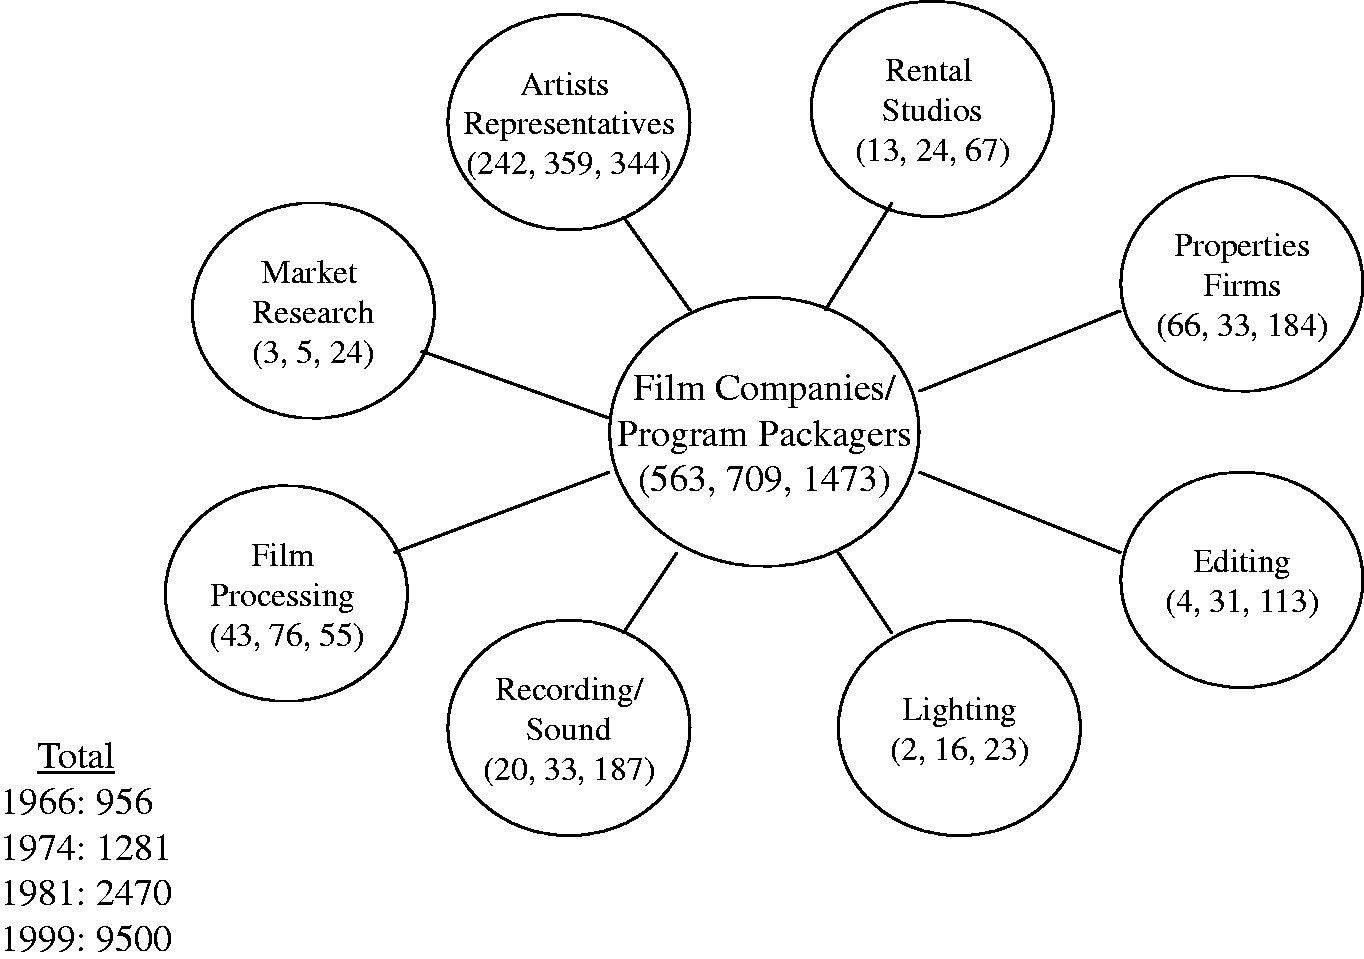 Artists
Representatives
(242, 359, 344)
Rental
Studios
(13, 24, 67)
Market
Research
(3, 5, 24)
Properties
Firms
(66, 33, 184)
Film Companies/
Program Packagers
(563, 709, 1473)
Film
Processing
(43, 76, 55)
Editing
(4, 31, 113)
Recording/
Sound
(20, 33, 187)
Lighting
(2, 16, 23)
Total
1966: 956
1974: 1281
1981: 2470
1999: 9500